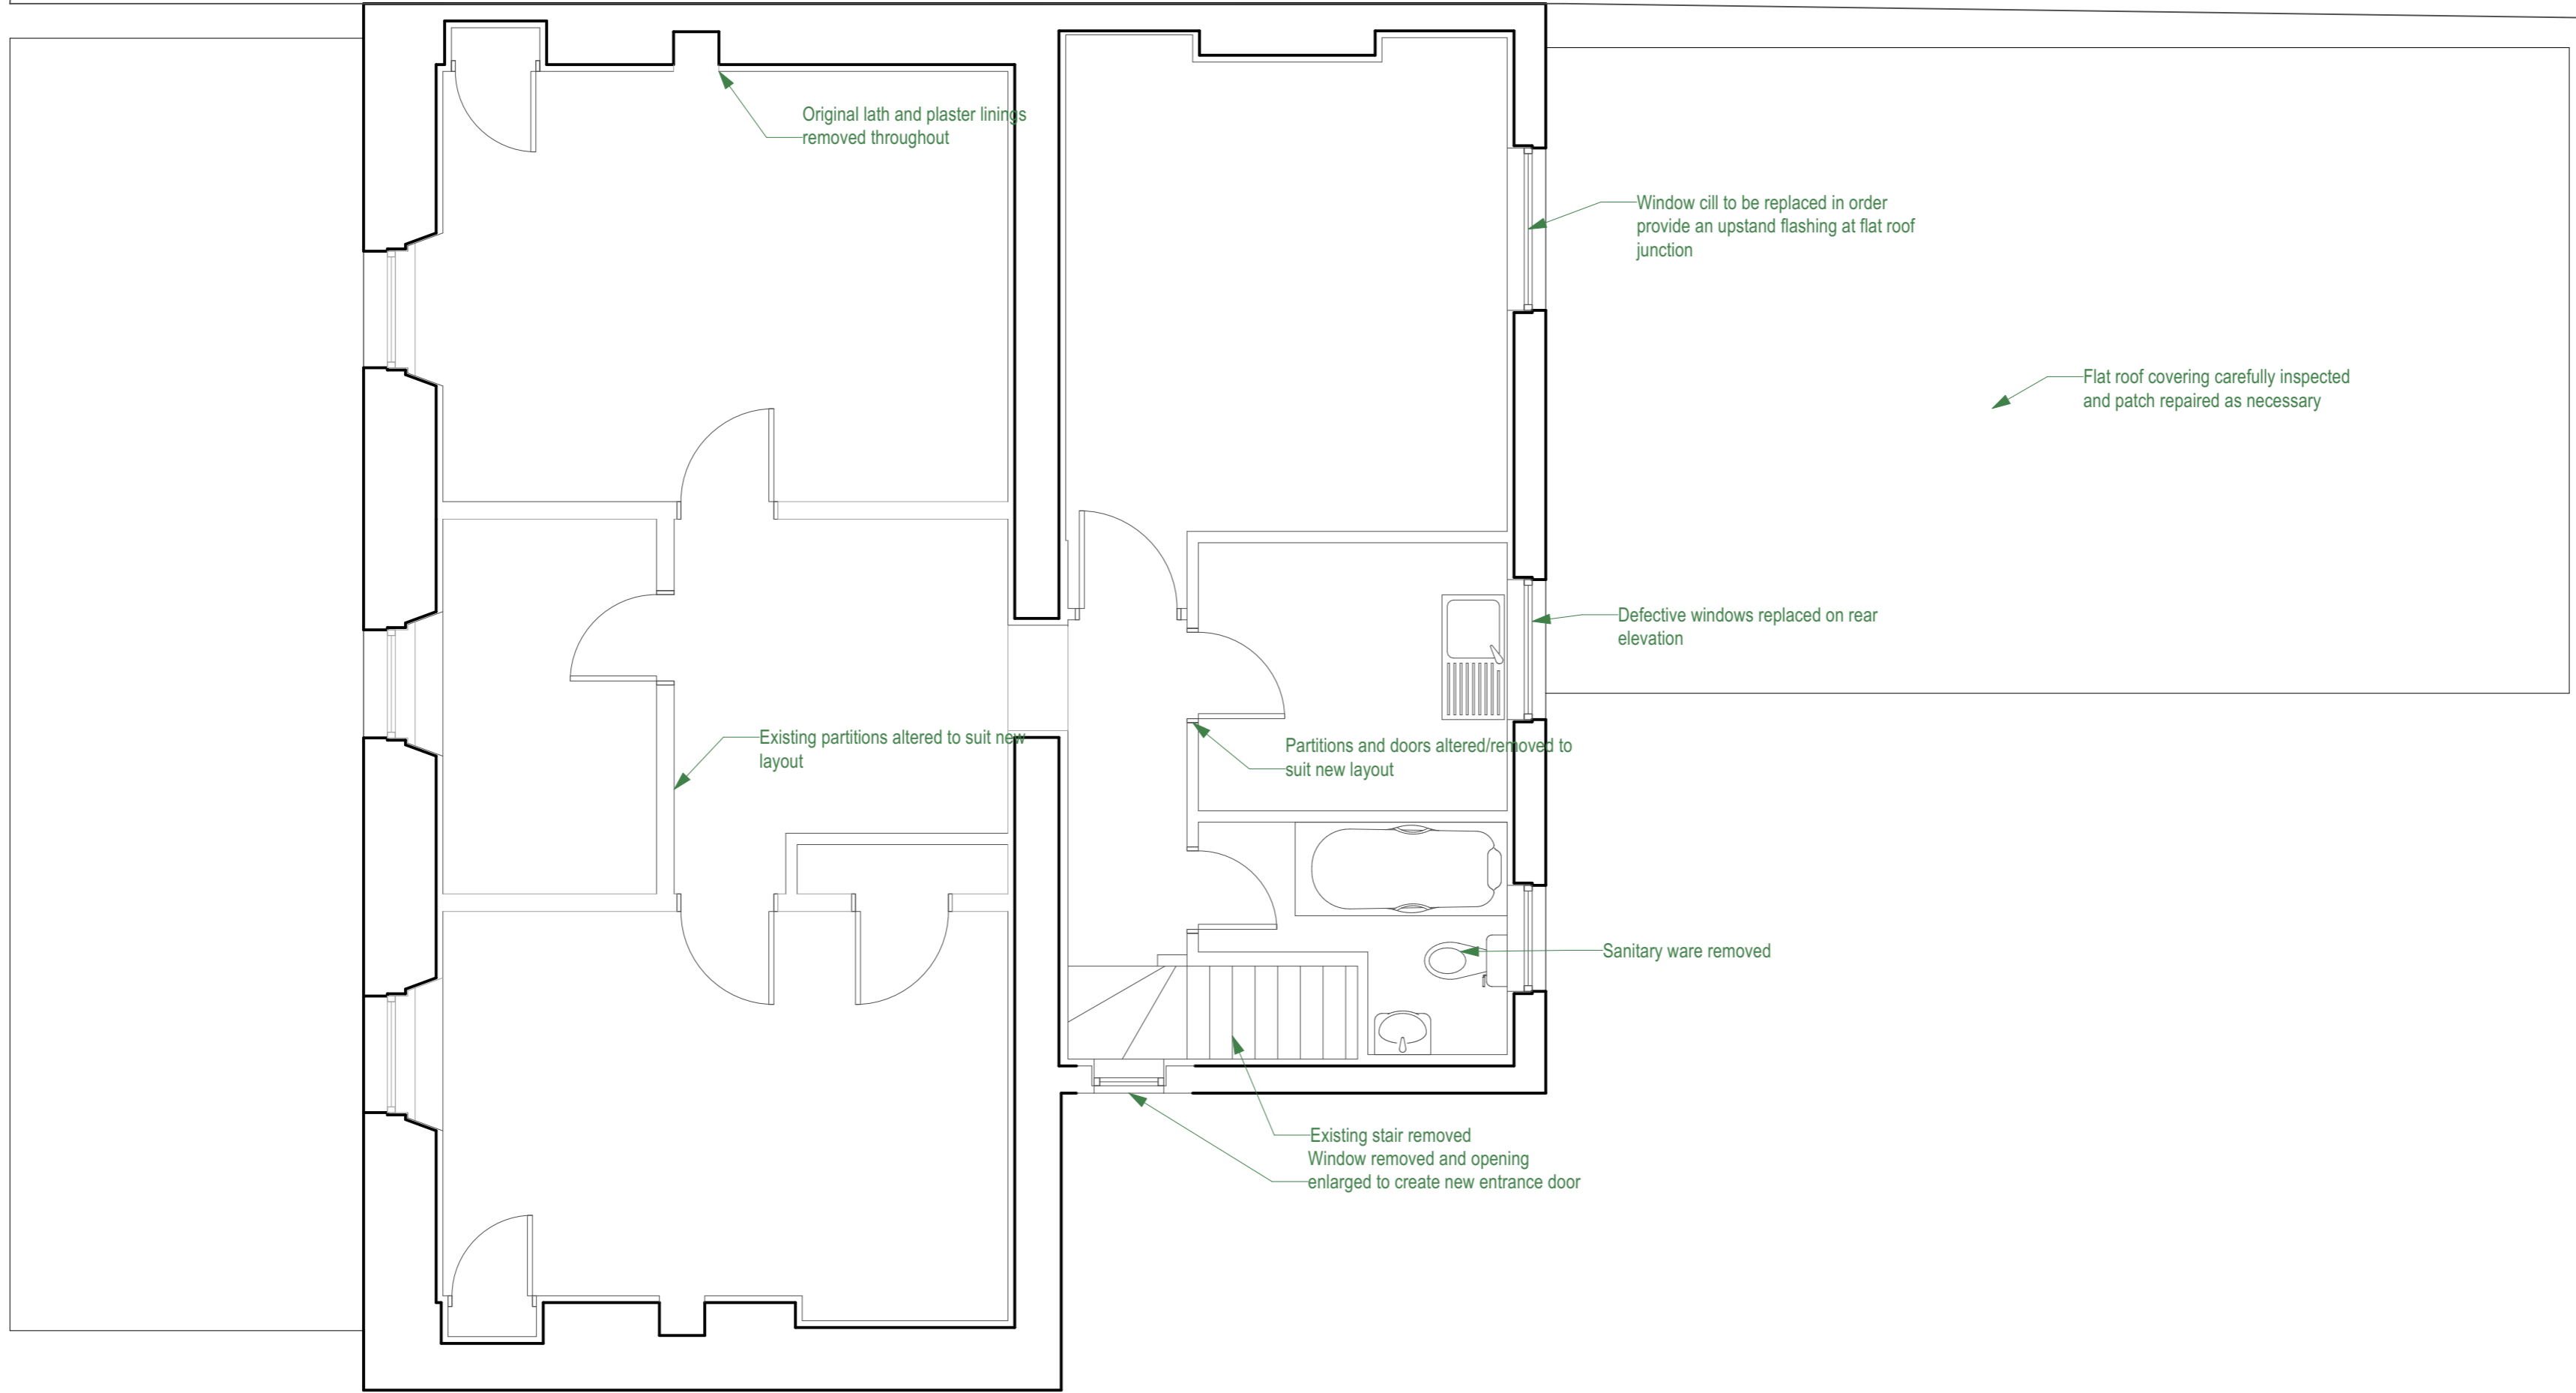 Original lath and plaster linings
removed throughout
Window cill to be replaced in order
provide an upstand flashing at flat roof
junction
Flat roof covering carefully inspected
and patch repaired as necessary
Defective windows replaced on rear
elevation
Existing partitions altered to suit new
layout
Partitions and doors altered/removed to
suit new layout
Sanitary ware removed
Existing stair removed
Window removed and opening
enlarged to create new entrance door